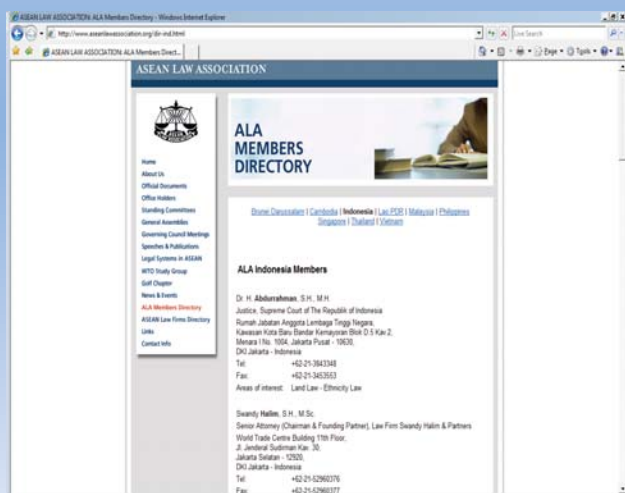 ASEAN LAW ASSOCIATION: ALA Members Directory - Windows Internet Explorer
http://www.aseanlawassociation.org/dir-ind.html
Live Search
ASEAN LAW ASSOCIATION: ALA Members Direct...
Page
Tools
ASEAN LAW ASSOCIATION
ALA
MEMBERS
DIRECTORY
Home
About Us
Official Documents
Office Holders
Standing Committees
General Assemblies
Governing Council Meetings
Speeches & Publications
Legal Systems in ASEAN
WTO Study Group
Golf Chapter
News & Events
ALA Members Directory
ASEAN Law Firms Directory
Links
Contact Info
Brunei Darussalam | Cambodia | Indonesia | Lao PDR | Malaysia | Philippines
Singapore | Thailand | Vietnam
ALA Indonesia Members
Dr. H. Abdurrahman, S.H., M.H.
Justice, Supreme Court of The Republik of Indonesia
Rumah Jabatan Anggota Lembaga Tinggi Negara,
Kawasan Kota Baru Bandar Kemayoran Blok D.5 Kav.2,
Menara I No. 1004, Jakarta Pusat - 10630,
DKI Jakarta - Indonesia
Tel: +62-21-3843348
Fax: +62-21-3453553
Areas of interest: Land Law - Ethnicity Law
Swandy Halim, S.H., M.Sc.
Senior Attorney (Chairman & Founding Partner), Law Firm Swandy Halim & Partners
World Trade Centre Building 11th Floor,
Jl. Jenderal Sudirman Kav. 30,
Jakarta Selatan - 12920,
DKI Jakarta - Indonesia
Tel: +62-21-52960376
Fax: +62-21-52960377